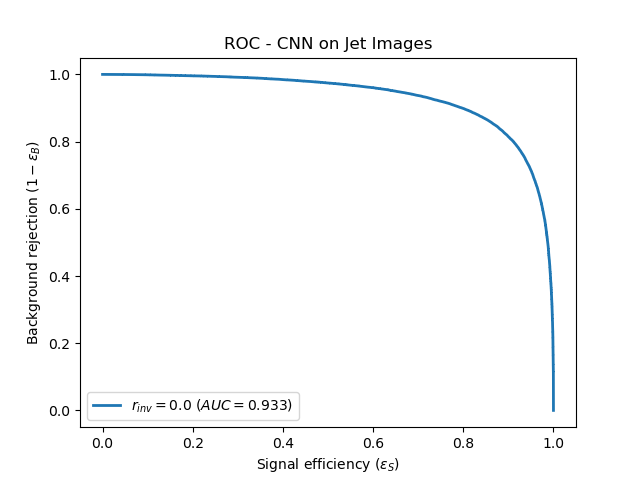 ROC - CNN on Jet Images
Background rejection (1 − ε_B)
1.0
0.8
0.6
0.4
0.2
0.0
r_inv = 0.0 (AUC = 0.933)
0.0 0.2 0.4 0.6 0.8 1.0
Signal efficiency (ε_S)